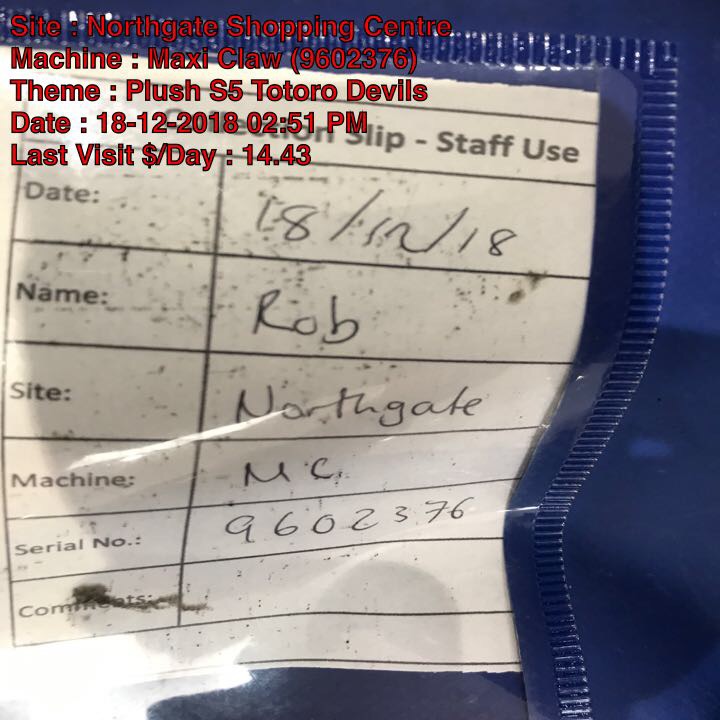 Site : Northgate Shopping Centre
Machine : Maxi Claw (9602376)
Theme : Plush S5 Totoro Devils
Date : 18-12-2018 02:51 PM
Last Visit $/Day : 14.43
Slip - Staff Use
Date: 18/12/18
Name: Rob
Site: Northgate
Machine: MC
Serial No.: 9602376
Comments: